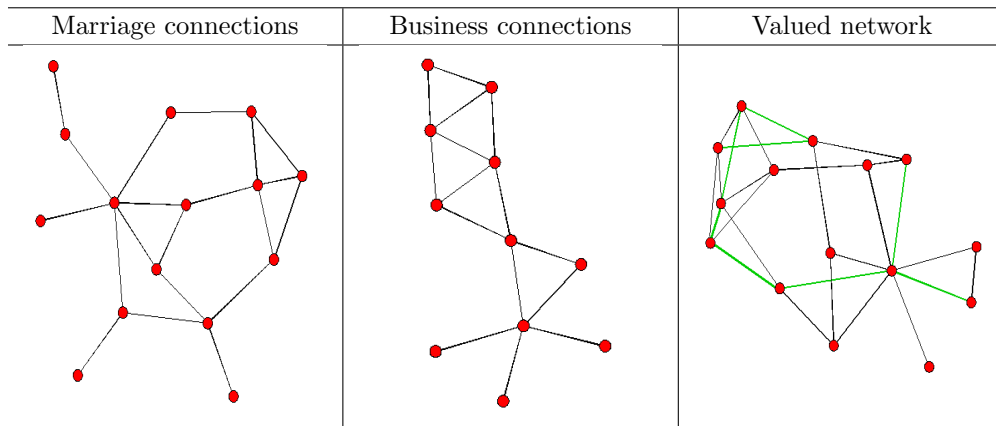 Marriage connections
Business connections
Valued network